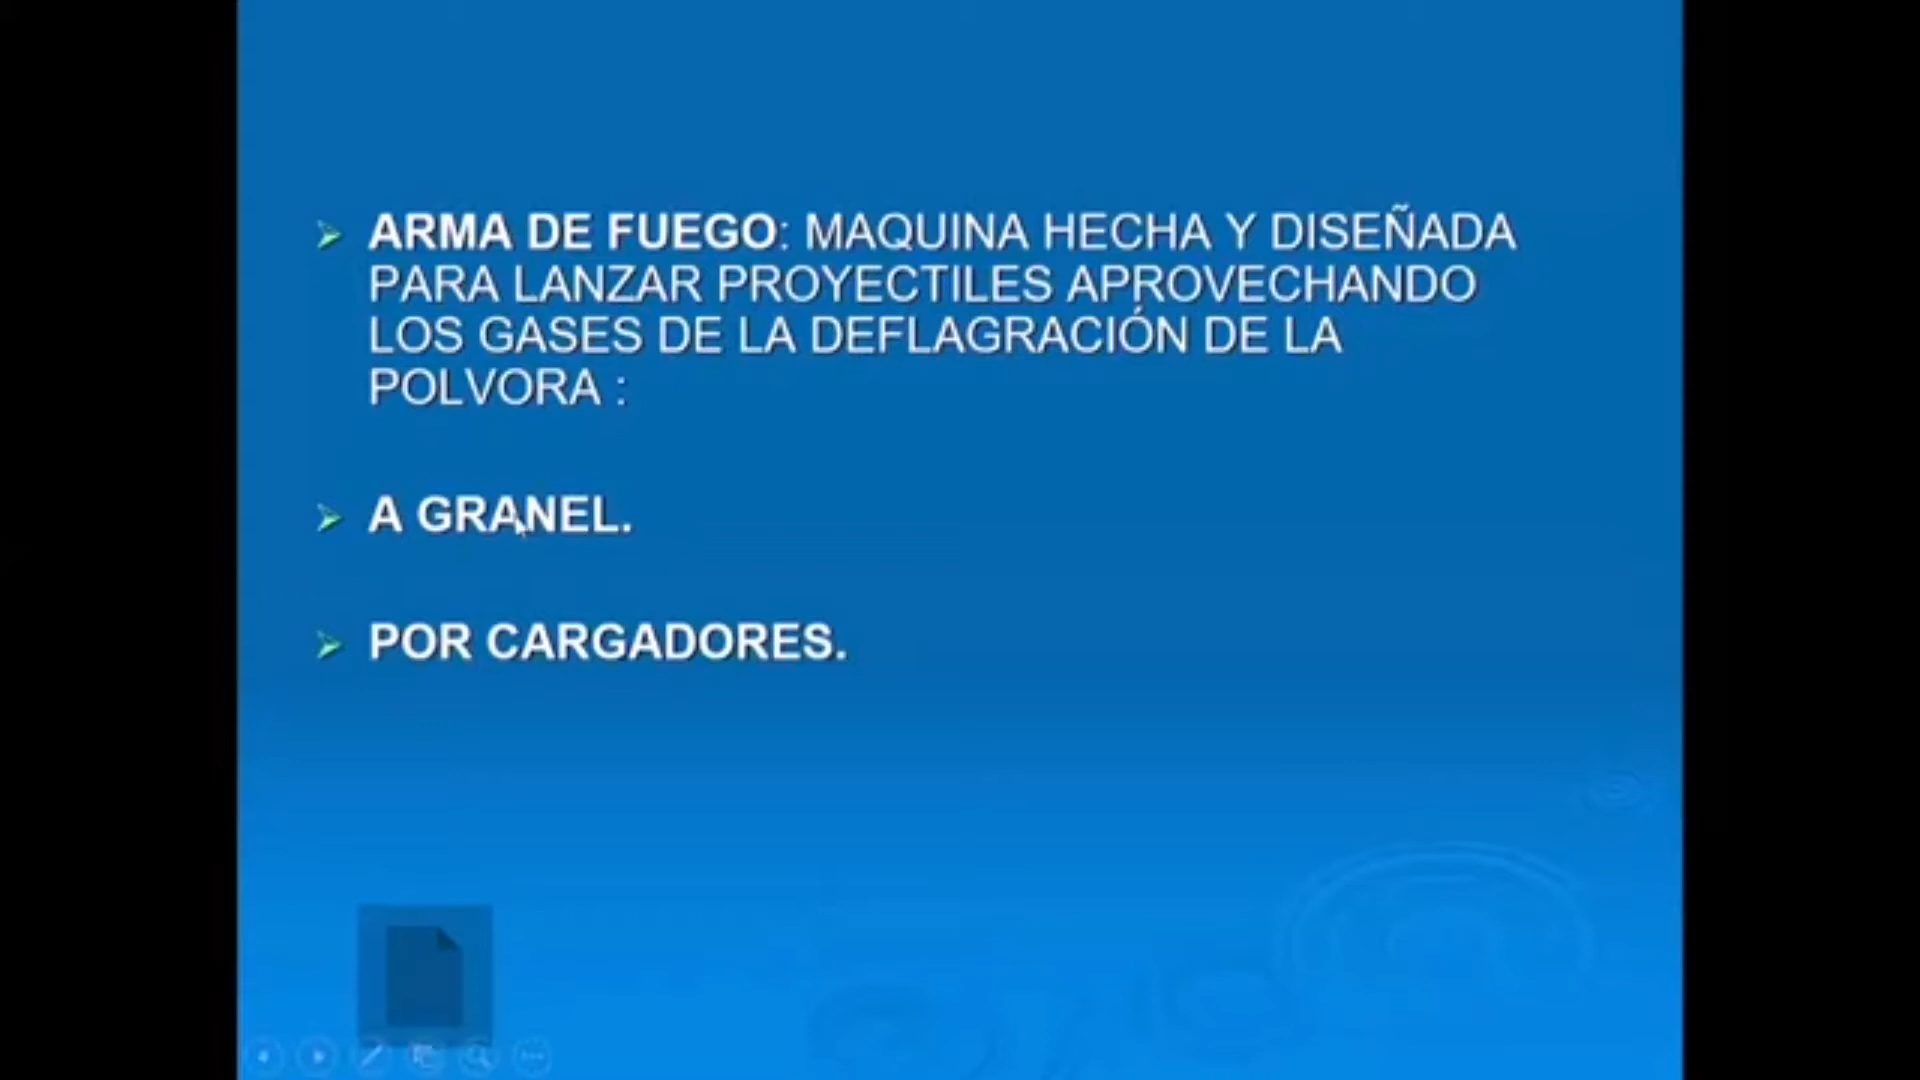 ARMA DE FUEGO: MAQUINA HECHA Y DISEÑADA
PARA LANZAR PROYECTILES APROVECHANDO
LOS GASES DE LA DEFLAGRACIÓN DE LA
POLVORA :
A GRANEL.
POR CARGADORES.